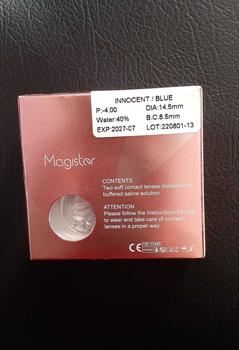 INNOCENT / BLUE
P:-4.00 DIA:14.5mm
Water:40% B.C:8.5mm
EXP:2027-07 LOT:220801-13
Magister
CONTENTS
Two soft contact lenses immersed in
buffered saline solution
ATTENTION
Please follow the Instructions for how
to wear and take care of contact
lenses in a proper way
CE